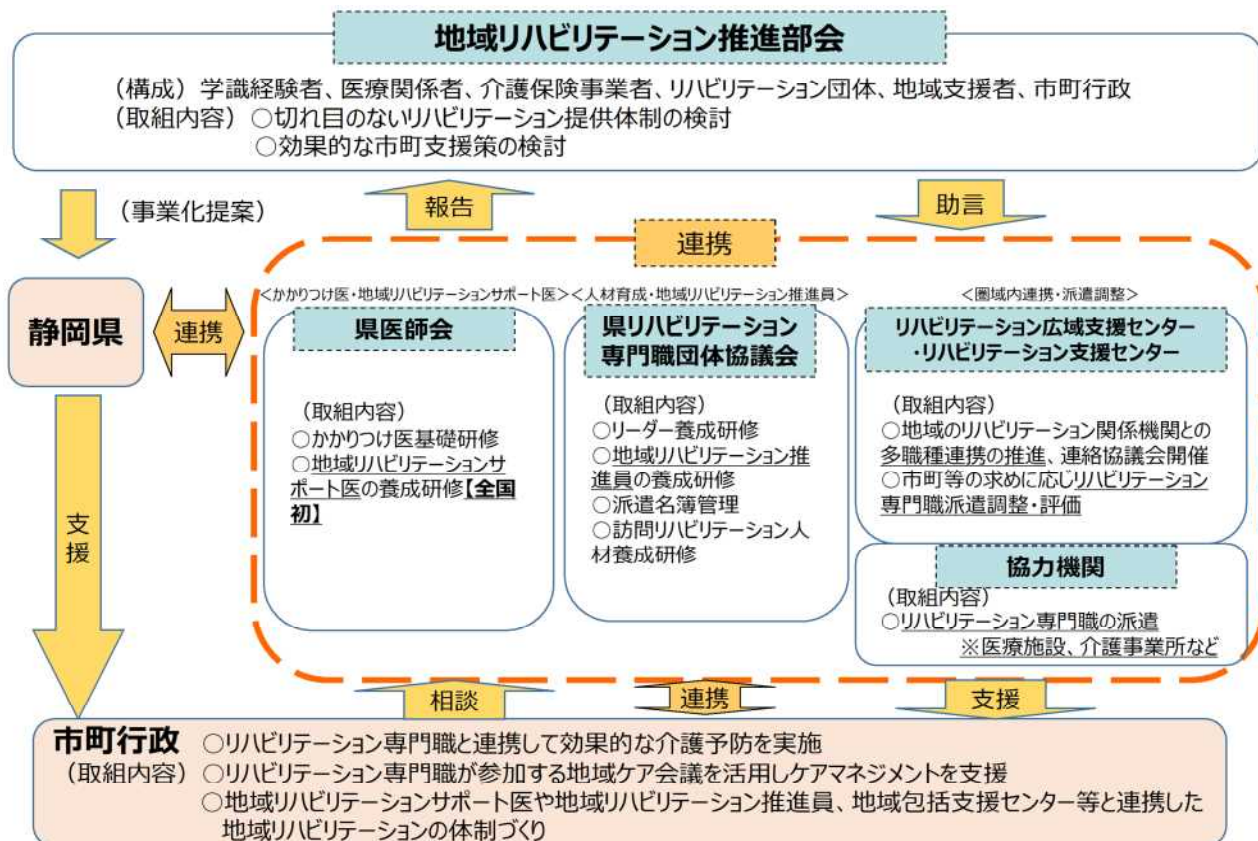 地域リハビリテーション推進部会
（構成）学識経験者、医療関係者、介護保険事業者、リハビリテーション団体、地域支援者、市町行政
（取組内容）○切れ目のないリハビリテーション提供体制の検討
○効果的な市町支援策の検討
（事業化提案）
報告
助言
連携
静岡県
連携
<かかりつけ医・地域リハビリテーションサポート医>
県医師会
（取組内容）
○かかりつけ医基礎研修
○地域リハビリテーションサ
ポート医の養成研修【全国
初】
<人材育成・地域リハビリテーション推進員>
県リハビリテーション
専門職団体協議会
（取組内容）
○リーダー養成研修
○地域リハビリテーション推
進員の養成研修
○派遣名簿管理
○訪問リハビリテーション人
材養成研修
<圏域内連携・派遣調整>
リハビリテーション広域支援センター
・リハビリテーション支援センター
（取組内容）
○地域のリハビリテーション関係機関との
多職種連携の推進、連絡協議会開催
○市町等の求めに応じリハビリテーション
専門職派遣調整・評価
協力機関
（取組内容）
○リハビリテーション専門職の派遣
※医療施設、介護事業所など
支援
相談
連携
支援
市町行政 ○リハビリテーション専門職と連携して効果的な介護予防を実施
（取組内容）○リハビリテーション専門職が参加する地域ケア会議を活用しケアマネジメントを支援
○地域リハビリテーションサポート医や地域リハビリテーション推進員、地域包括支援センター等と連携した
地域リハビリテーションの体制づくり